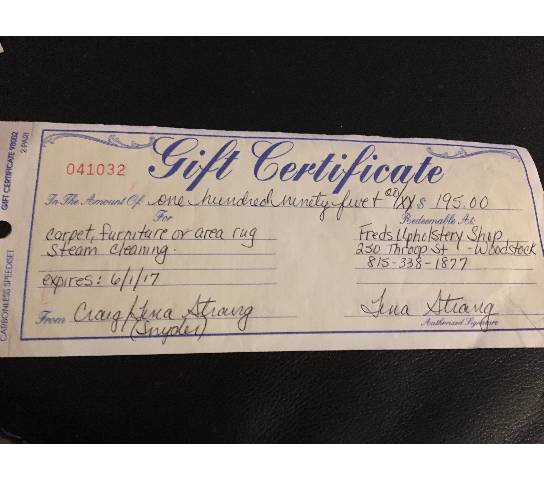 GIFT CERTIFICATE 98002
2-PART
CARBONLESS SPEEDISET
041032
Gift Certificate
In The Amount Of one hundred ninety five + 00/XX $ 195.00
For
carpet, furniture or area rug
steam cleaning.
expires: 6/1/17
From Craig/Tina Strang
(Snyder)
Redeemable At
Freds Upholstery Shop
250 Throop St - Woodstock
815-338-1877
Tina Strang
Authorized Signature